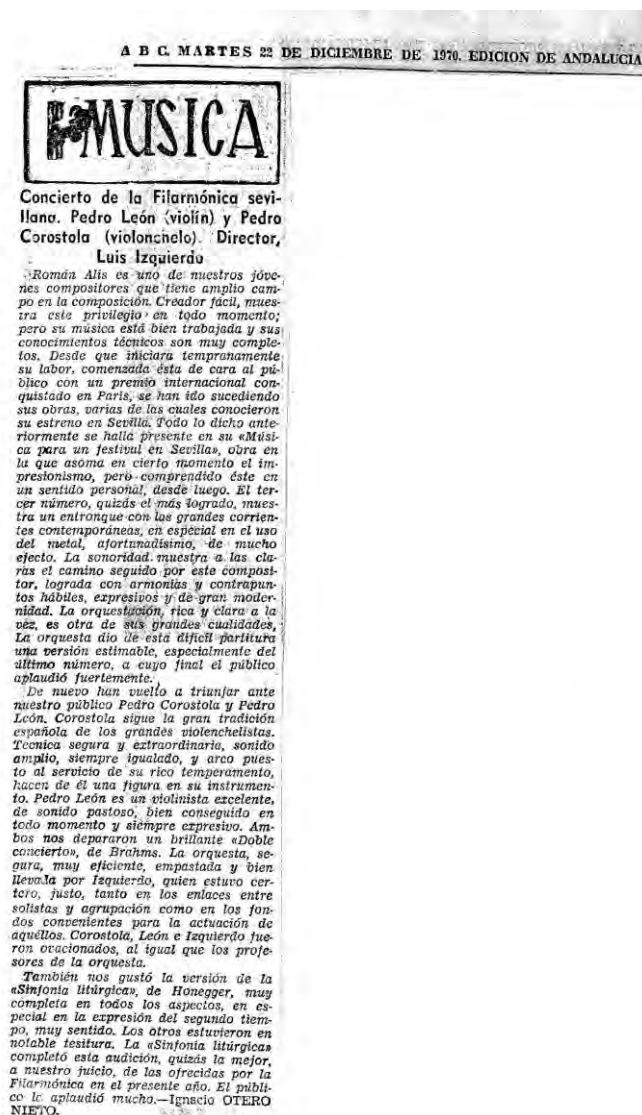 A B C. MARTES 22 DE DICIEMBRE DE 1970. EDICION DE ANDALUCIA
MUSICA
Concierto de la Filarmónica sevi-
llana. Pedro León (violín) y Pedro
Corostola (violonchelo). Director,
Luis Izquierdo
Román Alís es uno de nuestros jóve-
nes compositores que tiene amplio cam-
po en la composición. Creador fácil, mues-
tra este privilegio en todo momento;
pero su música está bien trabajada y sus
conocimientos técnicos son muy comple-
tos. Desde que iniciara tempranamente
su labor, comenzada ésta de cara al pú-
blico con un premio internacional con-
quistado en París, se han ido sucediendo
sus obras, varias de las cuales conocieron
su estreno en Sevilla. Todo lo dicho ante-
riormente se halla presente en su «Músi-
ca para un festival en Sevilla», obra en
la que asoma en cierto momento el im-
presionismo, pero comprendido éste en
un sentido personal, desde luego. El ter-
cer número, quizás el más logrado, mues-
tra un entronque con las grandes corrien-
tes contemporáneas, en especial en el uso
del metal, afortunadísimo, de mucho
efecto. La sonoridad muestra a las cla-
ras el camino seguido por este composi-
tor, lograda con armonías y contrapun-
tos hábiles, expresivos y de gran moder-
nidad. La orquestación, rica y clara a la
vez, es otra de sus grandes cualidades,
La orquesta dio de esta difícil partitura
una versión estimable, especialmente del
último número, a cuyo final el público
aplaudió fuertemente.
De nuevo han vuelto a triunfar ante
nuestro público Pedro Corostola y Pedro
León. Corostola sigue la gran tradición
española de los grandes violenchelistas.
Tecnica segura y extraordinaria, sonido
amplio, siempre igualado, y arco pues-
to al servicio de su rico temperamento,
hacen de él una figura en su instrumen-
to. Pedro León es un violinista excelente,
de sonido pastoso, bien conseguido en
todo momento y siempre expresivo. Am-
bos nos depararon un brillante «Doble
concierto», de Brahms. La orquesta, se-
gura, muy eficiente, empastada y bien
llevada por Izquierdo, quien estuvo cer-
tero, justo, tanto en los enlaces entre
solistas y agrupación como en los fon-
dos convenientes para la actuación de
aquéllos. Corostola, León e Izquierdo fue-
ron ovacionados, al igual que los profe-
sores de la orquesta.
También nos gustó la versión de la
«Sinfonía litúrgica», de Honegger, muy
completa en todos los aspectos, en es-
pecial en la expresión del segundo tiem-
po, muy sentido. Los otros estuvieron en
notable tesitura. La «Sinfonía litúrgica»
completó esta audición, quizás la mejor,
a nuestro juicio, de las ofrecidas por la
Filarmónica en el presente año. El públi-
co le aplaudió mucho.—Ignacio OTERO
NIETO.